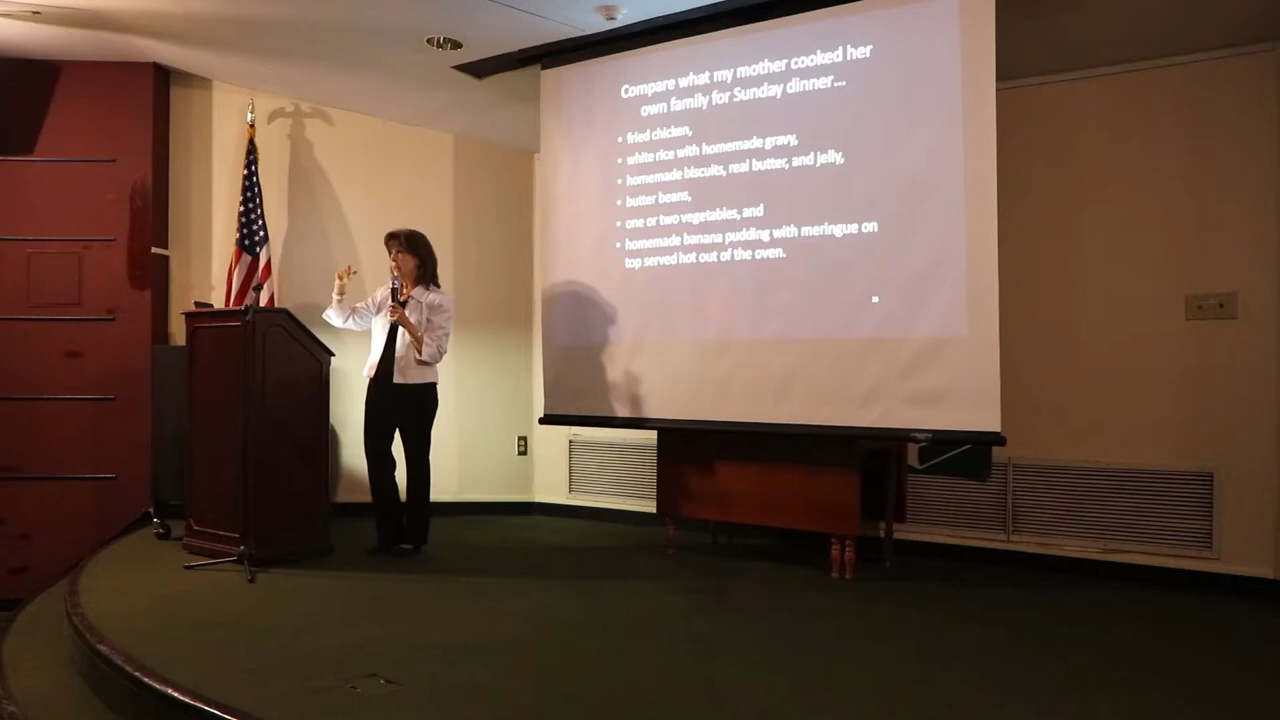 Compare what my mother cooked her
own family for Sunday dinner...
• fried chicken,
• white rice with homemade gravy,
• homemade biscuits, real butter, and jelly,
• butter beans,
• one or two vegetables, and
• homemade banana pudding with meringue on
top served hot out of the oven.